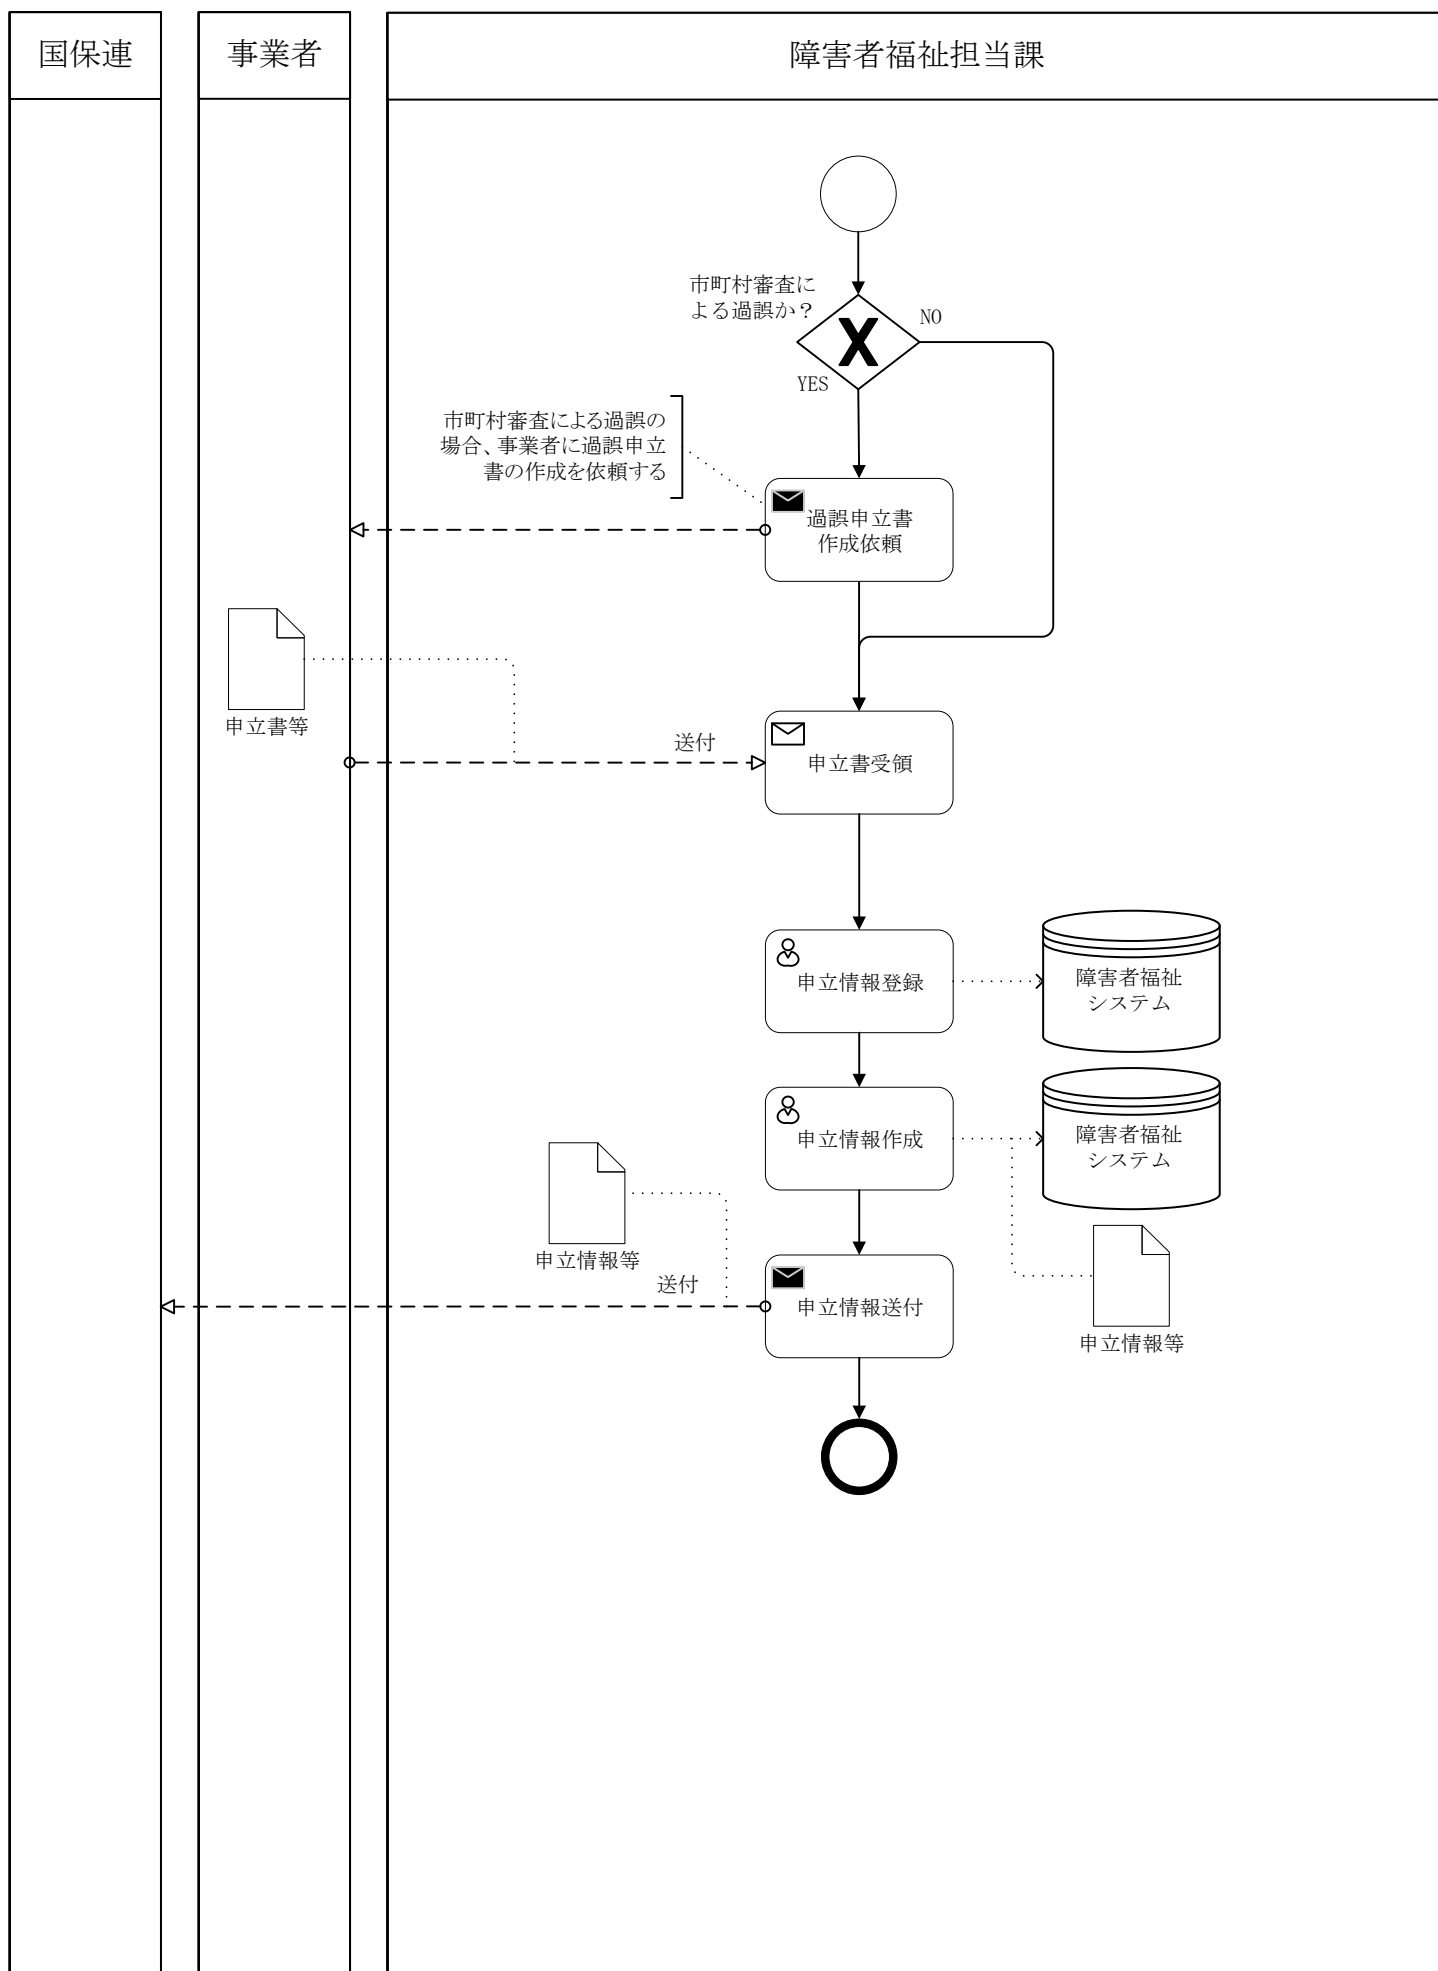 国保連
事業者
障害者福祉担当課
市町村審査に
よる過誤か？
NO
YES
市町村審査による過誤の
場合、事業者に過誤申立
書の作成を依頼する
過誤申立書
作成依頼
申立書等
送付
申立書受領
申立情報登録
障害者福祉
システム
申立情報作成
障害者福祉
システム
申立情報等
送付
申立情報送付
申立情報等